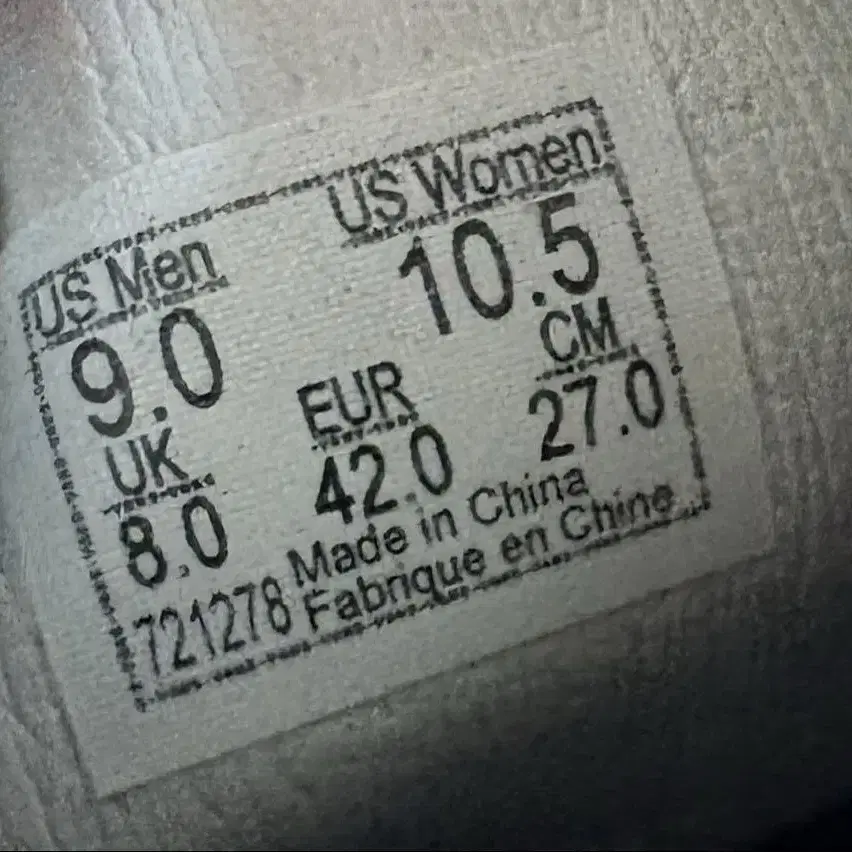 US Men US Women
9.0 10.5
UK EUR CM
8.0 42.0 27.0
Made in China
721278 Fabrique en Chine